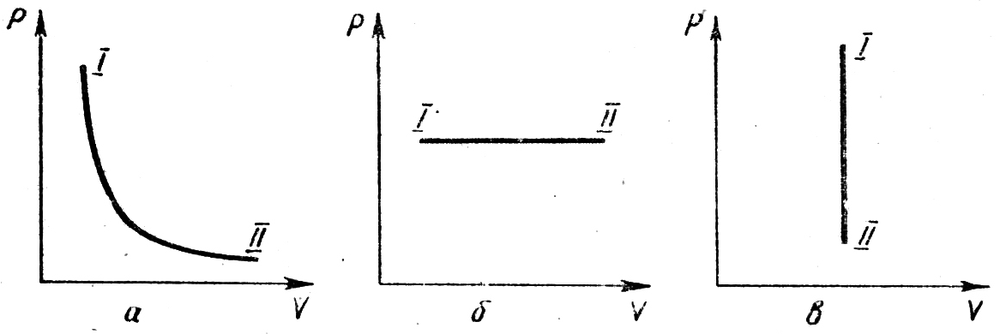 P I II V а
P I II V б
P I II V в